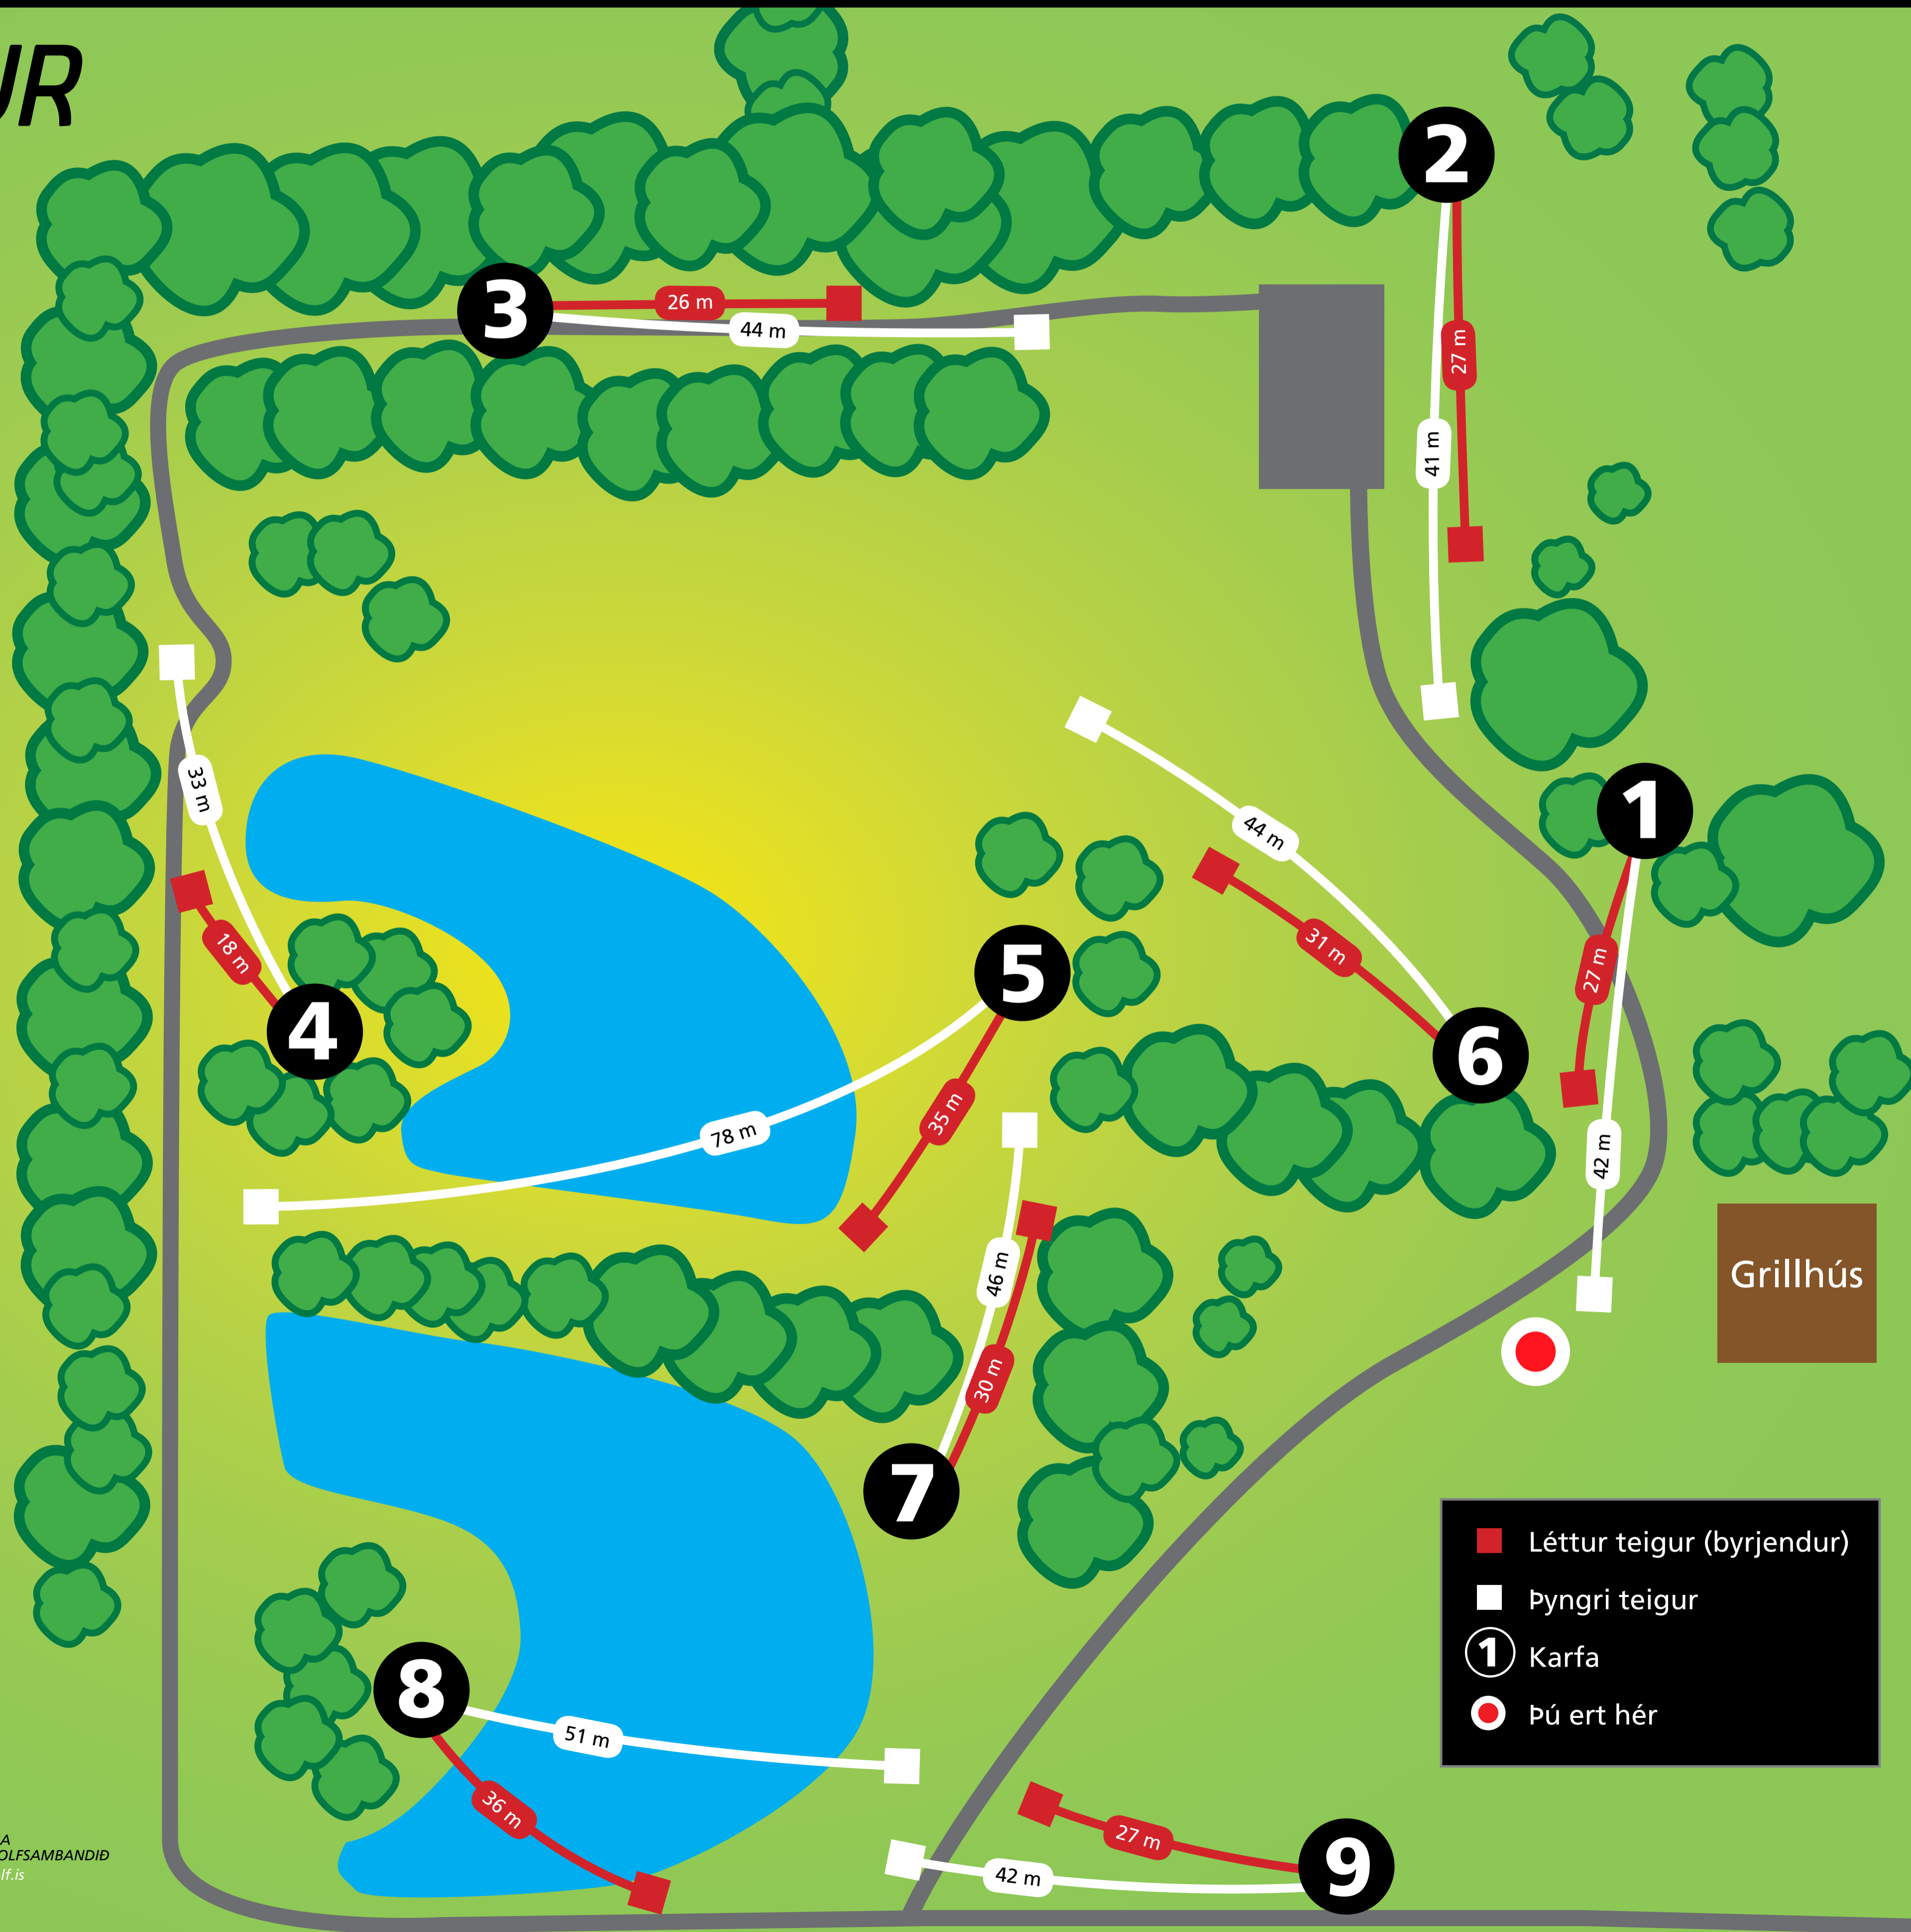 UR
2
3
26 m
44 m
27 m
41 m
33 m
44 m
1
18 m
31 m
27 m
5
4
6
35 m
78 m
42 m
46 m
Grillhús
30 m
7
Léttur teigur (byrjendur)
Þyngri teigur
1 Karfa
Þú ert hér
8
51 m
36 m
27 m
9
42 m
A
OLFSAMBANDIÐ
lf.is